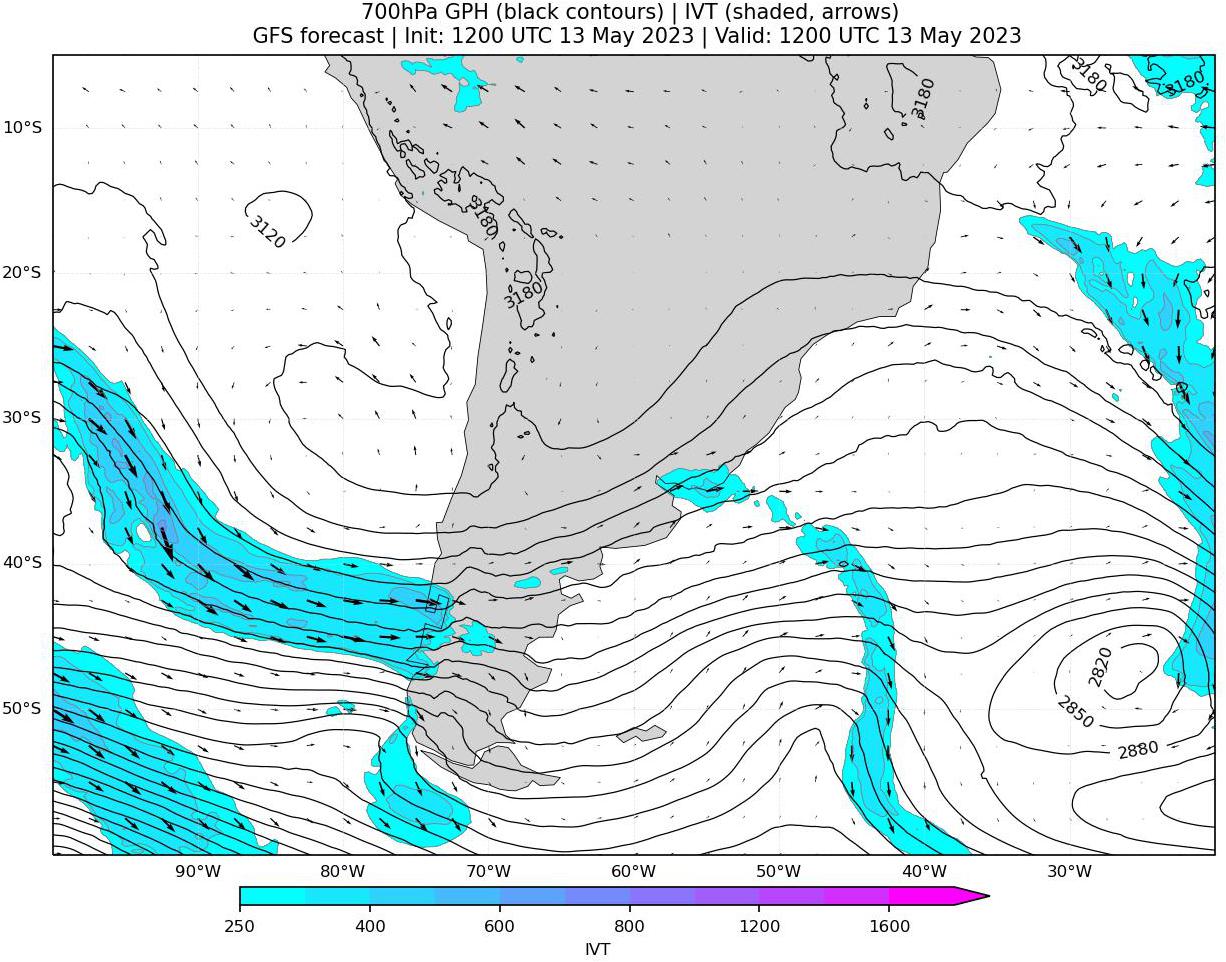 700hPa GPH (black contours) | IVT (shaded, arrows)
GFS forecast | Init: 1200 UTC 13 May 2023 | Valid: 1200 UTC 13 May 2023
3180
3180
3180
10°S
3180
3120
20°S
3180
30°S
40°S
2820
50°S
2850
2880
90°W 80°W 70°W 60°W 50°W 40°W 30°W
250 400 600 800 1200 1600
IVT